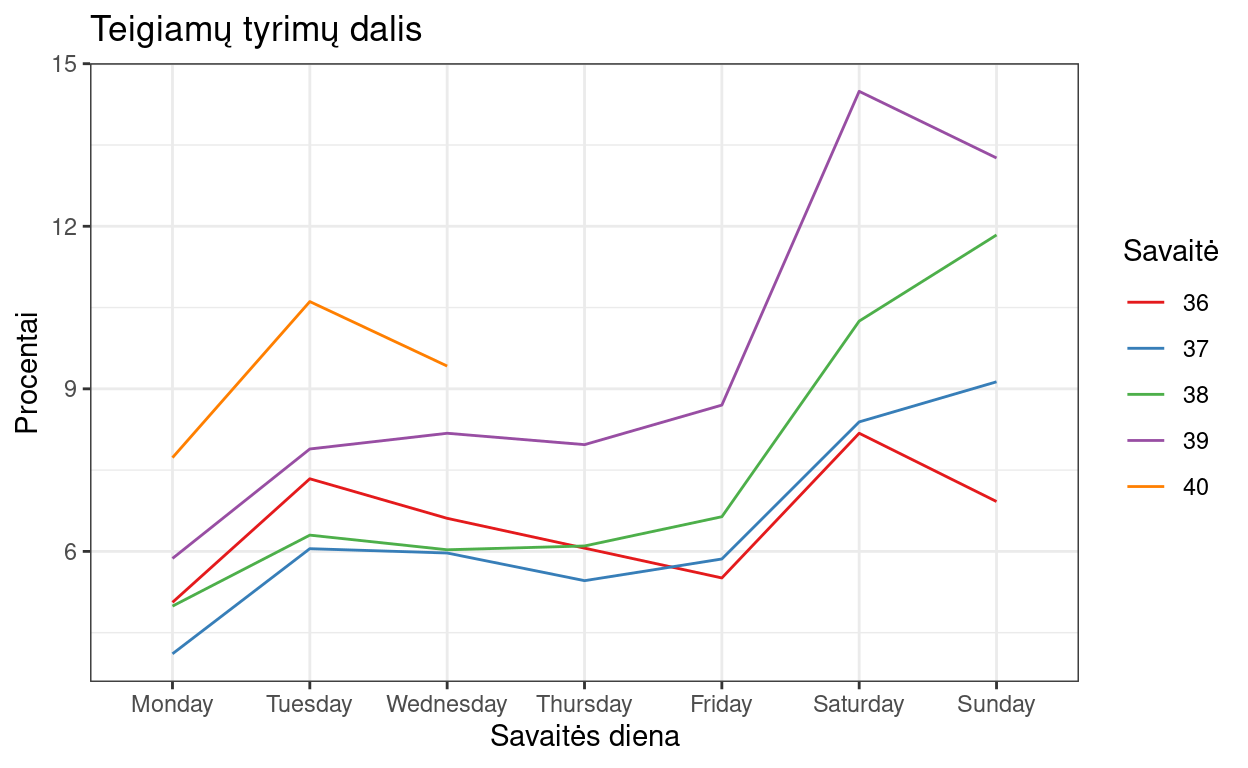 Teigiamų tyrimų dalis
15
12
9
6
Procentai
Monday Tuesday Wednesday Thursday Friday Saturday Sunday
Savaitės diena
Savaitė
36
37
38
39
40